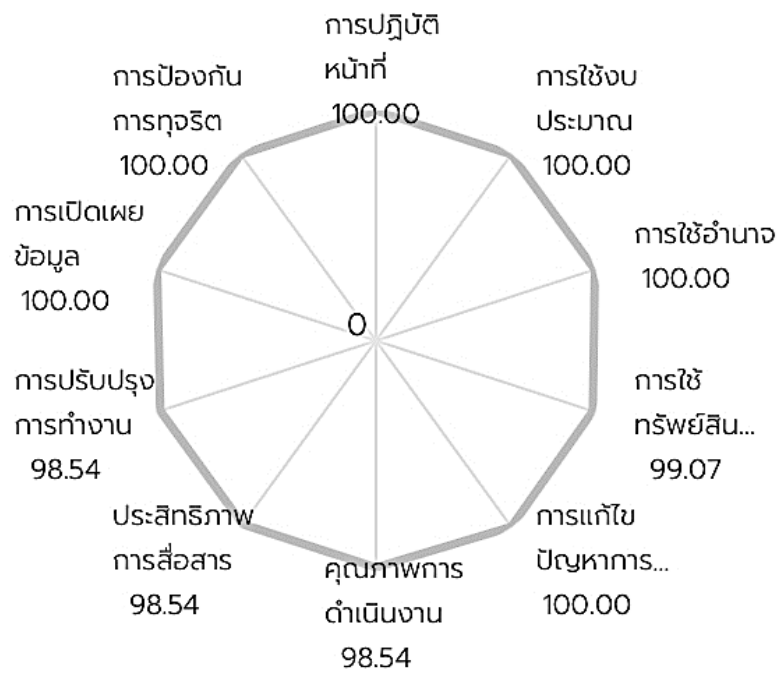 การปฏิบัติ
หน้าที่
100.00
การใช้งบ
ประมาณ
100.00
การใช้อำนาจ
100.00
การใช้
ทรัพย์สิน...
99.07
การแก้ไข
ปัญหาการ...
100.00
คุณภาพการ
ดำเนินงาน
98.54
ประสิทธิภาพ
การสื่อสาร
98.54
การปรับปรุง
การทำงาน
98.54
การเปิดเผย
ข้อมูล
100.00
การป้องกัน
การทุจริต
100.00
0